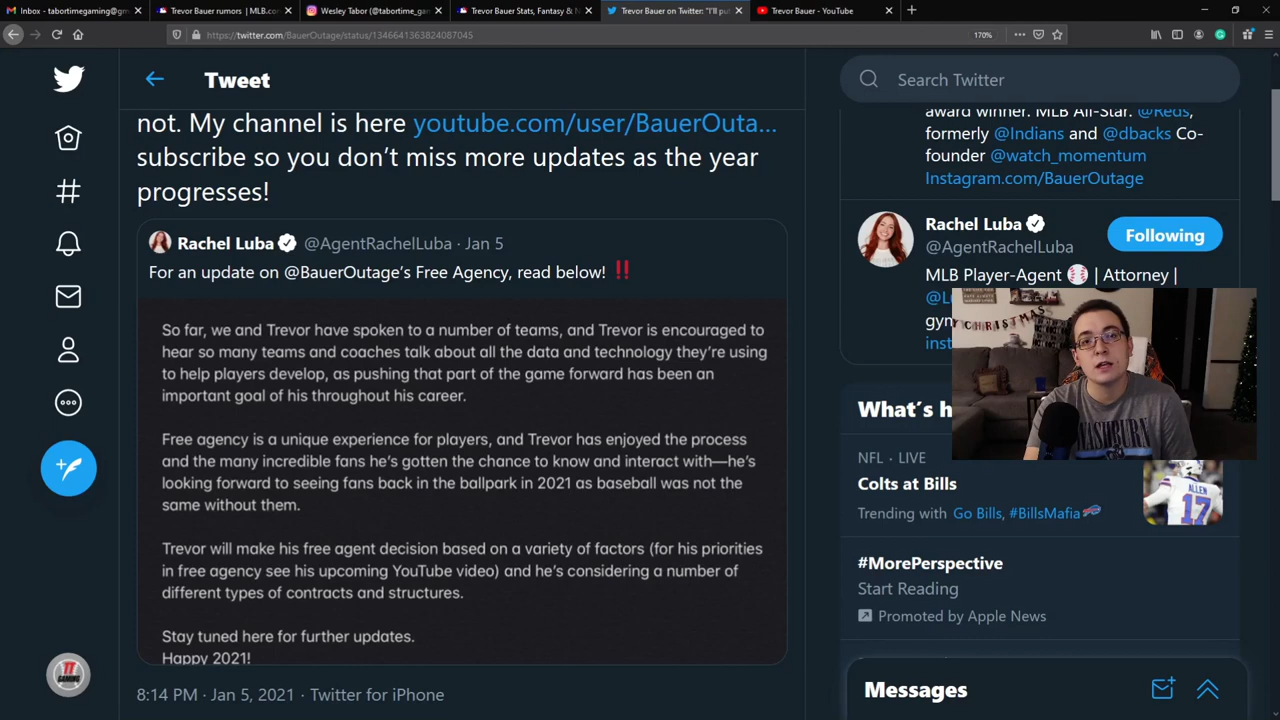 Inbox - tabortimegaming@gm
Trevor Bauer rumors | MLB.com
Wesley Tabor (@tabortime_gam
Trevor Bauer Stats, Fantasy & N
Trevor Bauer on Twitter: "I'll pu
Trevor Bauer - YouTube
https://twitter.com/BauerOutage/status/1346641363824087045
170%
Tweet
Search Twitter
not. My channel is here youtube.com/user/BauerOuta...
subscribe so you don't miss more updates as the year
progresses!
Rachel Luba @AgentRachelLuba · Jan 5
For an update on @BauerOutage's Free Agency, read below! ‼
So far, we and Trevor have spoken to a number of teams, and Trevor is encouraged to
hear so many teams and coaches talk about all the data and technology they're using
to help players develop, as pushing that part of the game forward has been an
important goal of his throughout his career.
Free agency is a unique experience for players, and Trevor has enjoyed the process
and the many incredible fans he's gotten the chance to know and interact with—he's
looking forward to seeing fans back in the ballpark in 2021 as baseball was not the
same without them.
Trevor will make his free agent decision based on a variety of factors (for his priorities
in free agency see his upcoming YouTube video) and he's considering a number of
different types of contracts and structures.
Stay tuned here for further updates.
Happy 2021!
8:14 PM · Jan 5, 2021 · Twitter for iPhone
award winner. MLB All-Star. @Reds,
formerly @Indians and @dbacks Co-
founder @watch_momentum
Instagram.com/BauerOutage
Rachel Luba
@AgentRachelLuba
Following
MLB Player-Agent | Attorney |
@L
gym
inst
Y CHRISTMAS
WASHBURN
What's h
NFL · LIVE
Colts at Bills
Trending with Go Bills, #BillsMafia
ALLEN
17
#MorePerspective
Start Reading
Promoted by Apple News
Messages
GAMING